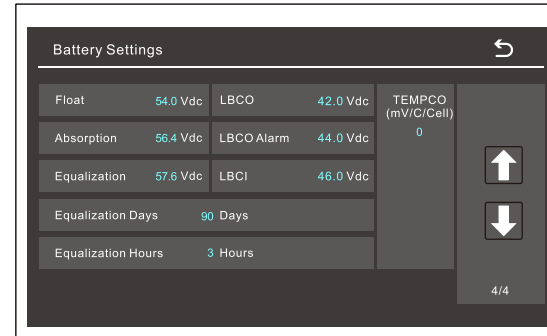 Battery Settings
Float 54.0 Vdc LBCO 42.0 Vdc TEMPCO
(mV/C/Cell)
Absorption 56.4 Vdc LBCO Alarm 44.0 Vdc 0
Equalization 57.6 Vdc LBCI 46.0 Vdc
Equalization Days 90 Days
Equalization Hours 3 Hours
4/4